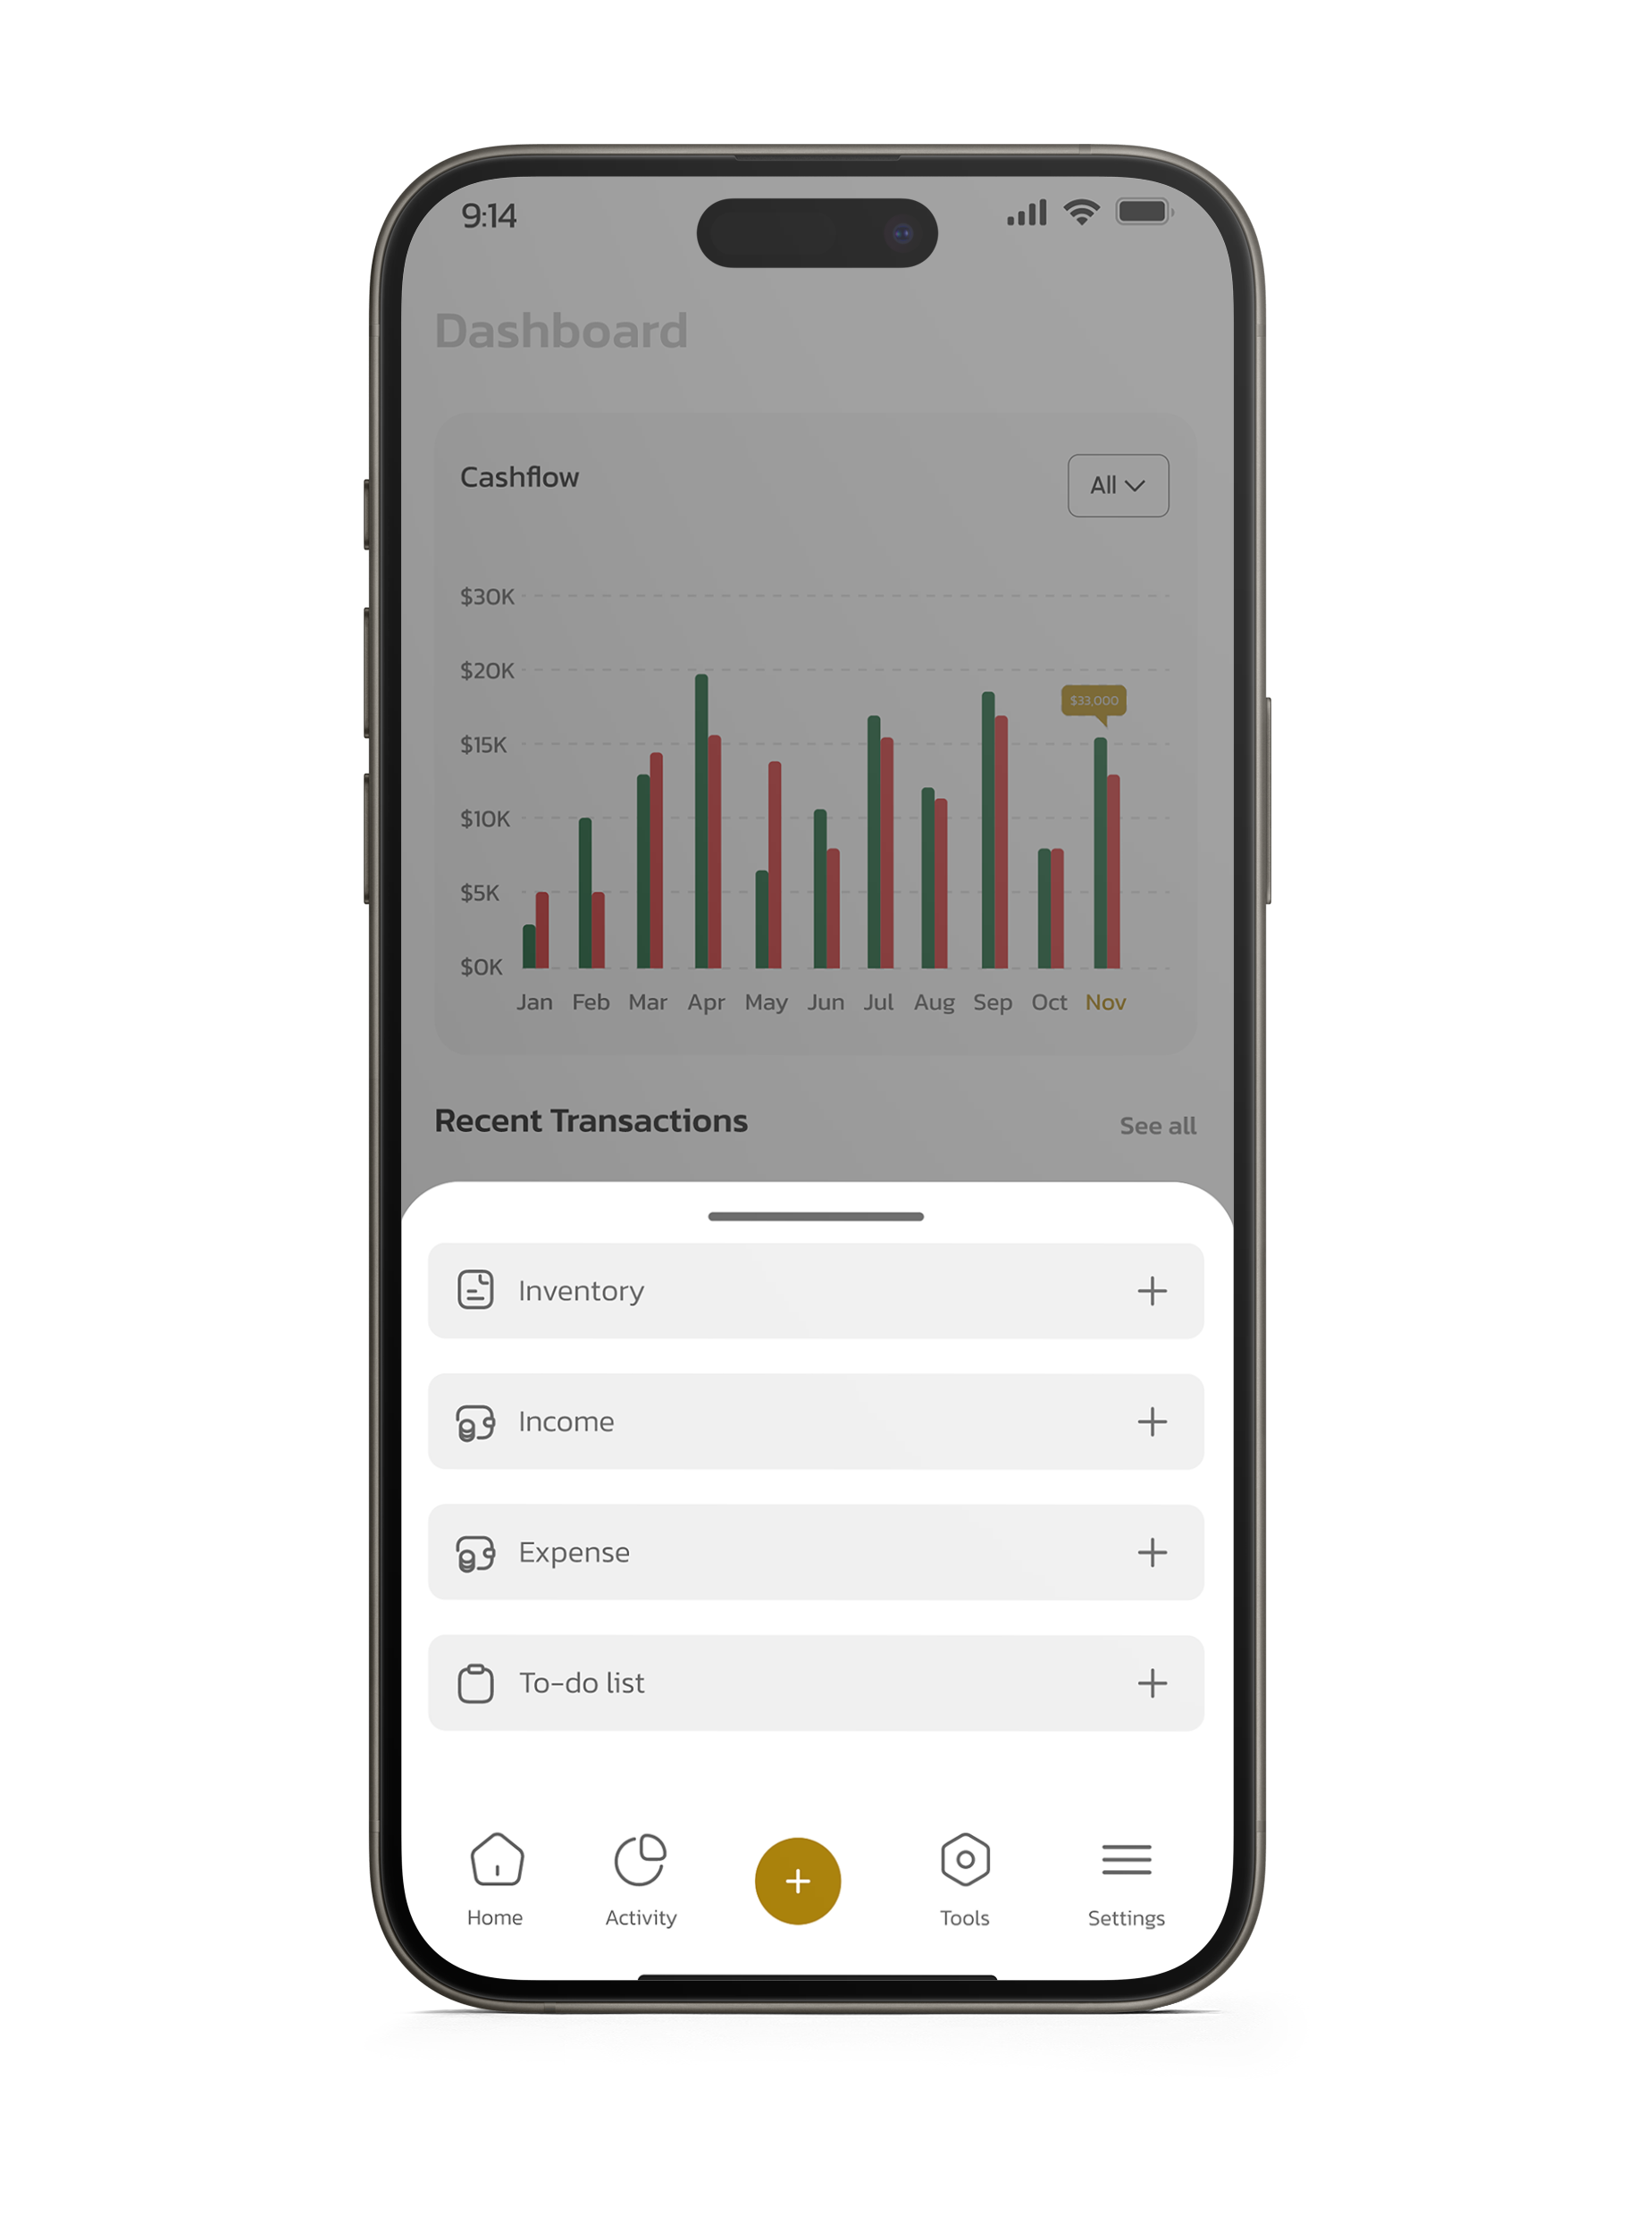 9:14
Dashboard
Cashflow
All
$30K
$20K
$33,000
$15K
$10K
$5K
$0K
Jan Feb Mar Apr May Jun Jul Aug Sep Oct Nov
Recent Transactions See all
Inventory
Income
Expense
To-do list
Home Activity Tools Settings